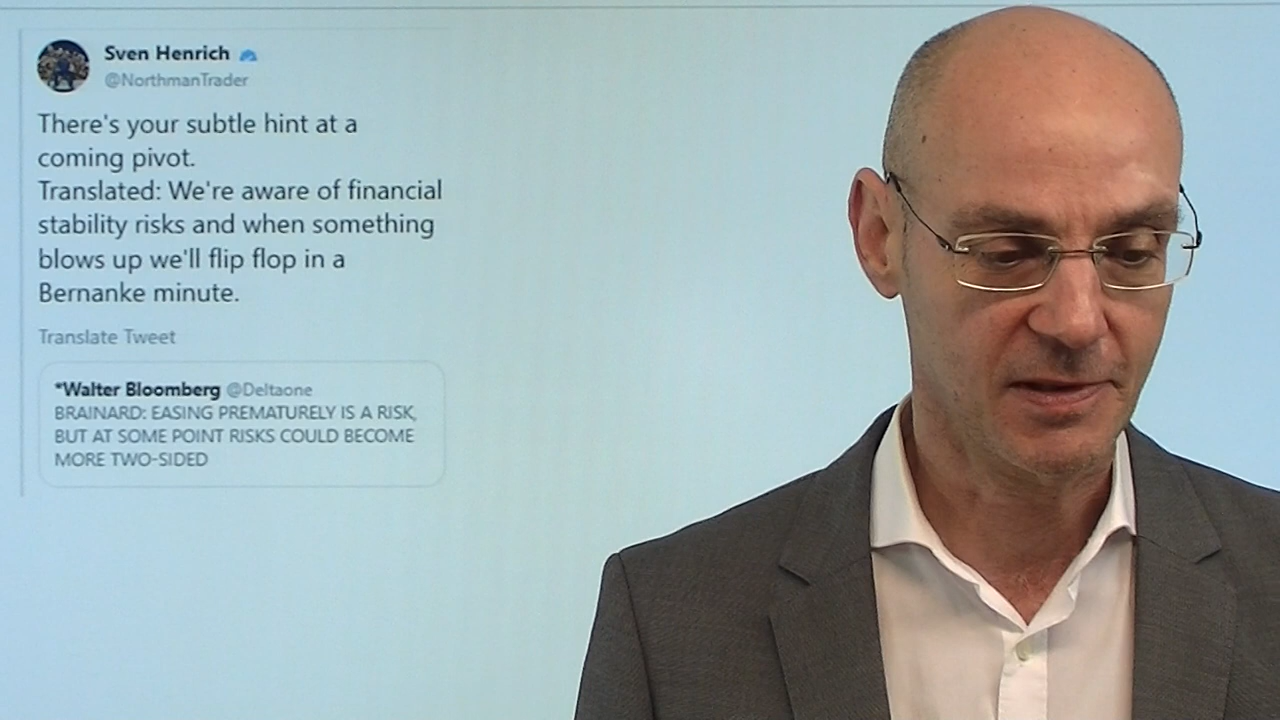 Sven Henrich
@NorthmanTrader
There's your subtle hint at a
coming pivot.
Translated: We're aware of financial
stability risks and when something
blows up we'll flip flop in a
Bernanke minute.
Translate Tweet
*Walter Bloomberg @Deltaone
BRAINARD: EASING PREMATURELY IS A RISK,
BUT AT SOME POINT RISKS COULD BECOME
MORE TWO-SIDED